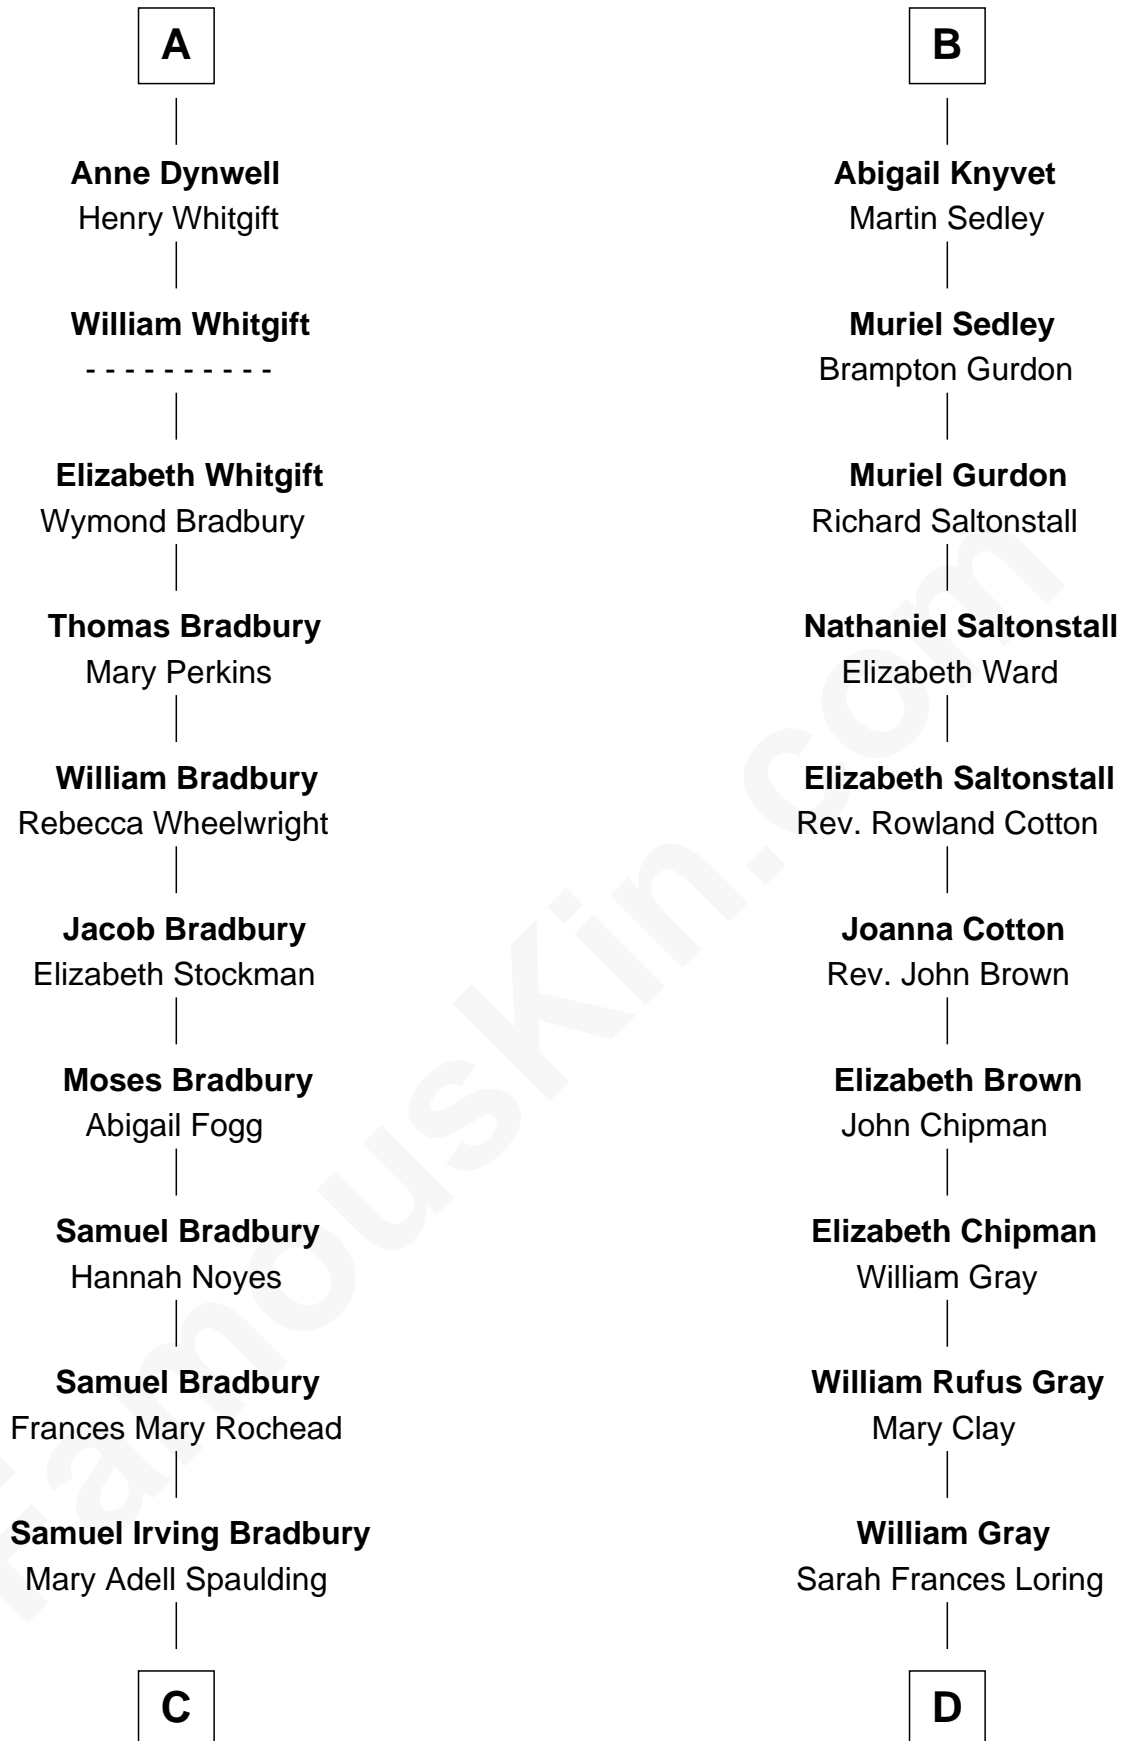 A
Anne Dynwell
Henry Whitgift
William Whitgift
- - - - - - - - - -
Elizabeth Whitgift
Wymond Bradbury
Thomas Bradbury
Mary Perkins
William Bradbury
Rebecca Wheelwright
Jacob Bradbury
Elizabeth Stockman
Moses Bradbury
Abigail Fogg
Samuel Bradbury
Hannah Noyes
Samuel Bradbury
Frances Mary Rochead
Samuel Irving Bradbury
Mary Adell Spaulding
C
B
Abigail Knyvet
Martin Sedley
Muriel Sedley
Brampton Gurdon
Muriel Gurdon
Richard Saltonstall
Nathaniel Saltonstall
Elizabeth Ward
Elizabeth Saltonstall
Rev. Rowland Cotton
Joanna Cotton
Rev. John Brown
Elizabeth Brown
John Chipman
Elizabeth Chipman
William Gray
William Rufus Gray
Mary Clay
William Gray
Sarah Frances Loring
D
FamousKin.com